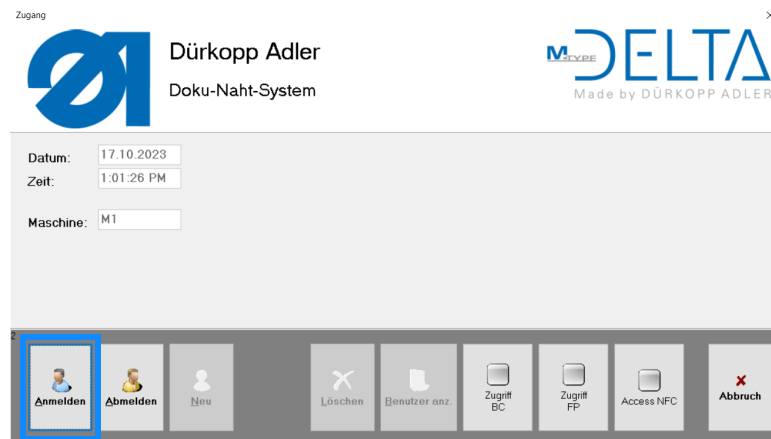 Zugang
Dürkopp Adler
Doku-Naht-System
M-TYPE DELTA
Made by DÜRKOPP ADLER
Datum: 17.10.2023
Zeit: 1:01:26 PM
Maschine: M1
2
Anmelden Abmelden Neu Löschen Benutzer anz. Zugriff BC Zugriff FP Access NFC Abbruch